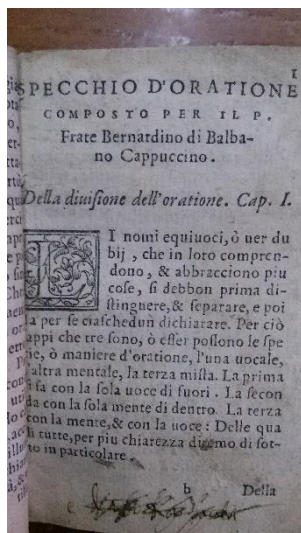 1
SPECCHIO D'ORATIONE
COMPOSTO PER IL P.
Frate Bernardino di Balba-
no Cappuccino.
Della diuiſione dell'oratione. Cap. I.
I nomi equiuoci, ò uer du
bij, che in loro compren-
dono, & abbracciono piu
coſe, ſi debbon prima di-
ſtinguere, & ſeparare, e poi
a per ſe ciaſchedun dichiarare. Per ciò
appi che tre ſono, ò eſſer poſſono le ſpe
ie, ò maniere d'oratione, l'una uocale,
l'altra mentale, la terza miſta. La prima
ſi fa con la ſola uoce di fuori. La ſecon
da con la ſola mente di dentro. La terza
con la mente, & con la uoce: Delle qua
li tutte, per piu chiarezza diremo di ſot-
to in particolare.
b Della